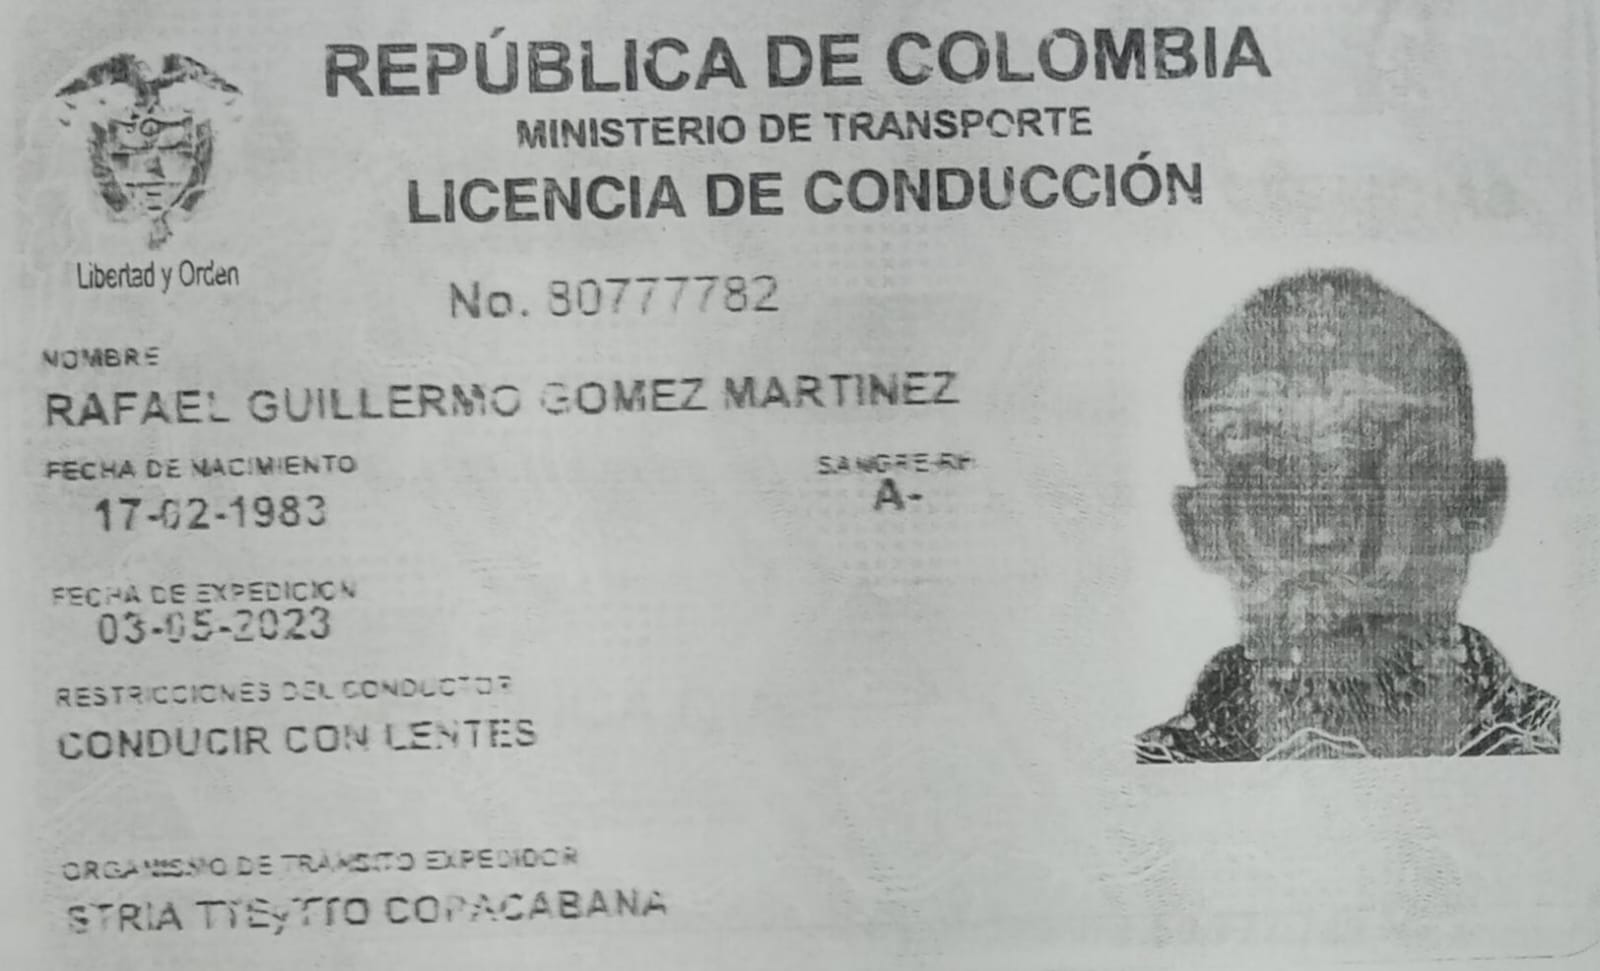 REPÚBLICA DE COLOMBIA
MINISTERIO DE TRANSPORTE
LICENCIA DE CONDUCCIÓN
Libertad y Orden
No. 80777782
NOMBRE
RAFAEL GUILLERMO GOMEZ MARTINEZ
FECHA DE NACIMIENTO
17-02-1983
SANGRE-RH
A-
FECHA DE EXPEDICION
03-05-2023
RESTRICCIONES DEL CONDUCTOR
CONDUCIR CON LENTES
ORGANISMO DE TRANSITO EXPEDIDOR
STRIA TTEyTTO COPACABANA